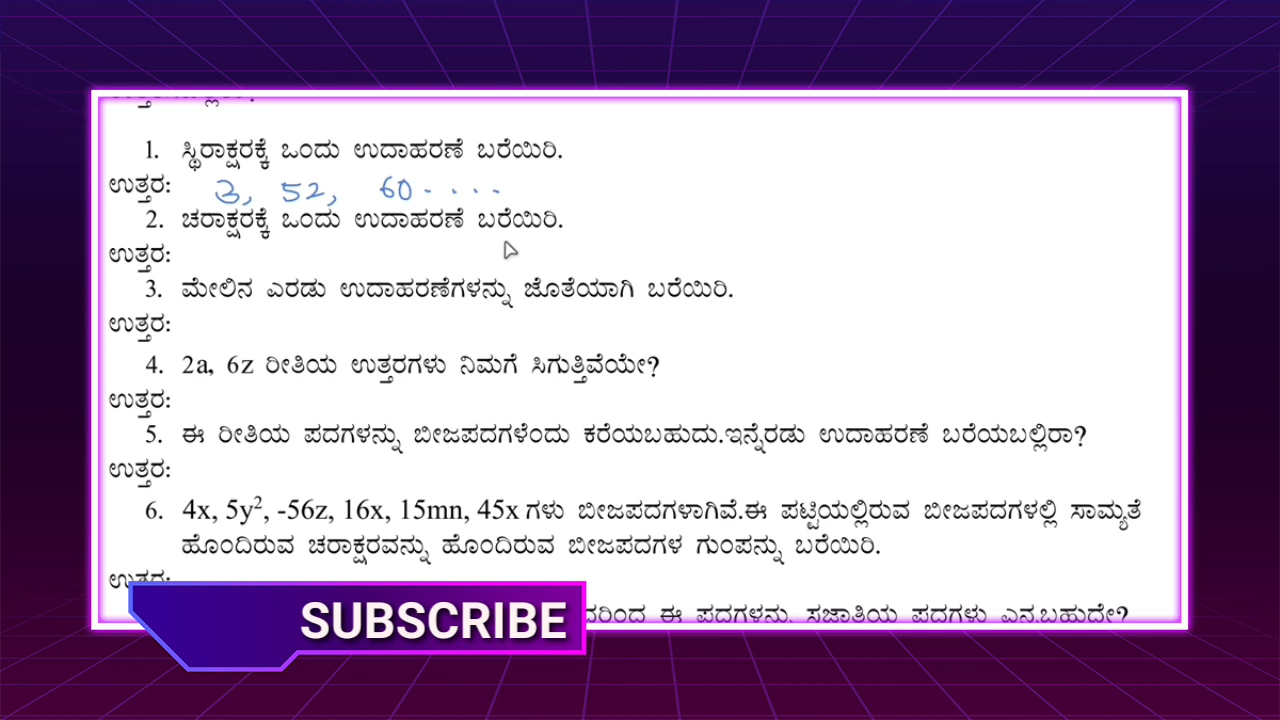 1. ಸ್ಥಿರಾಕ್ಷರಕ್ಕೆ ಒಂದು ಉದಾಹರಣೆ ಬರೆಯಿರಿ.
ಉತ್ತರ: 3, 52, 60 . . . .
2. ಚರಾಕ್ಷರಕ್ಕೆ ಒಂದು ಉದಾಹರಣೆ ಬರೆಯಿರಿ.
ಉತ್ತರ:
3. ಮೇಲಿನ ಎರಡು ಉದಾಹರಣೆಗಳನ್ನು ಜೊತೆಯಾಗಿ ಬರೆಯಿರಿ.
ಉತ್ತರ:
4. 2a, 6z ರೀತಿಯ ಉತ್ತರಗಳು ನಿಮಗೆ ಸಿಗುತ್ತಿವೆಯೇ?
ಉತ್ತರ:
5. ಈ ರೀತಿಯ ಪದಗಳನ್ನು ಬೀಜಪದಗಳೆಂದು ಕರೆಯಬಹುದು.ಇನ್ನೆರಡು ಉದಾಹರಣೆ ಬರೆಯಬಲ್ಲಿರಾ?
ಉತ್ತರ:
6. 4x, 5y², -56z, 16x, 15mn, 45x ಗಳು ಬೀಜಪದಗಳಾಗಿವೆ.ಈ ಪಟ್ಟಿಯಲ್ಲಿರುವ ಬೀಜಪದಗಳಲ್ಲಿ ಸಾಮ್ಯತೆ
ಹೊಂದಿರುವ ಚರಾಕ್ಷರವನ್ನು ಹೊಂದಿರುವ ಬೀಜಪದಗಳ ಗುಂಪನ್ನು ಬರೆಯಿರಿ.
ಉತ್ತರ:
ಈ ಪದಗಳನ್ನು ಸಜಾತಿಯ ಪದಗಳು ಎನ್ನಬಹುದೇ?
SUBSCRIBE